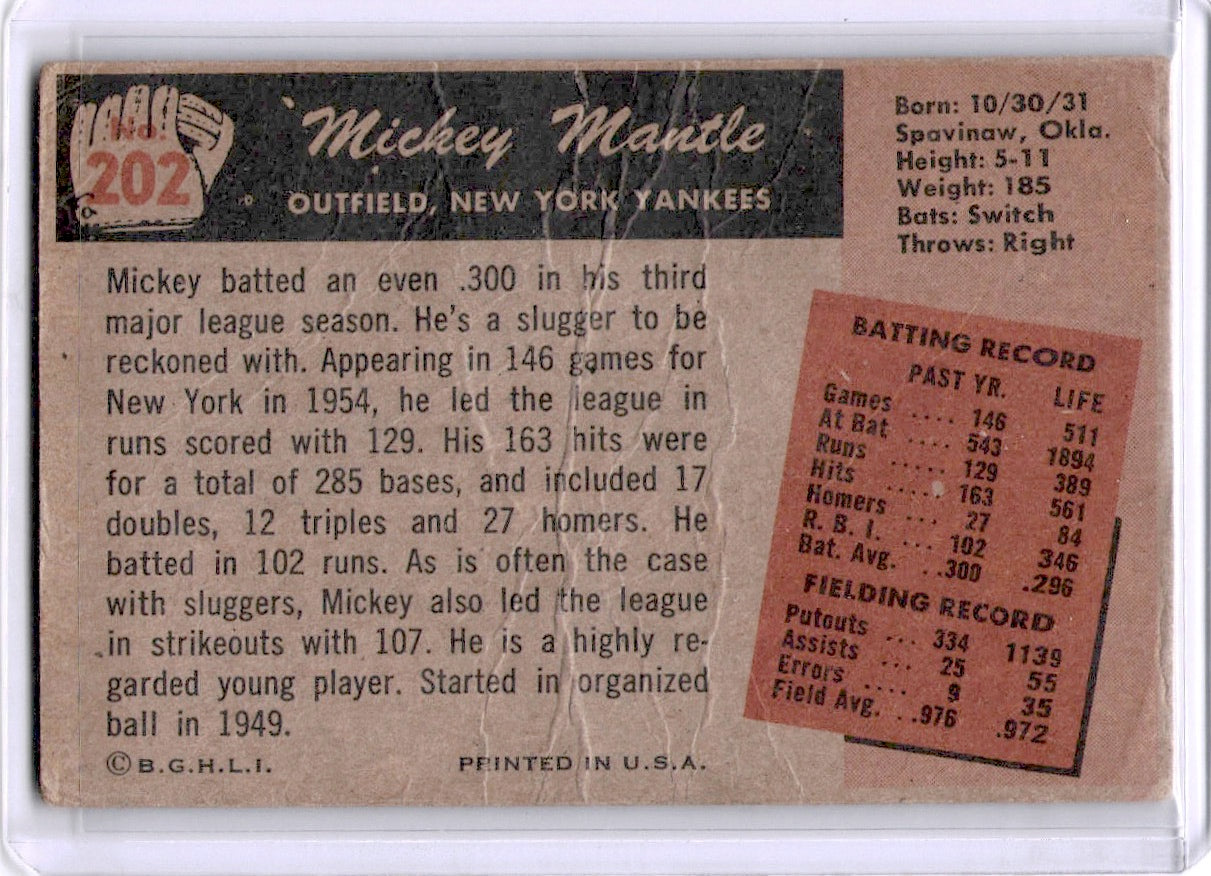 No.
202
Mickey Mantle
OUTFIELD, NEW YORK YANKEES
Born: 10/30/31
Spavinaw, Okla.
Height: 5-11
Weight: 185
Bats: Switch
Throws: Right
Mickey batted an even .300 in his third
major league season. He's a slugger to be
reckoned with. Appearing in 146 games for
New York in 1954, he led the league in
runs scored with 129. His 163 hits were
for a total of 285 bases, and included 17
doubles, 12 triples and 27 homers. He
batted in 102 runs. As is often the case
with sluggers, Mickey also led the league
in strikeouts with 107. He is a highly re-
garded young player. Started in organized
ball in 1949.
© B.G.H.L.I. PRINTED IN U.S.A.
BATTING RECORD
PAST YR. LIFE
Games .... 146 511
At Bat .... 543 1894
Runs ..... 129 389
Hits ..... 163 561
Homers ... 27 84
R. B. I. ... 102 346
Bat. Avg. ..300 .296
FIELDING RECORD
Putouts ... 334 1139
Assists ... 25 55
Errors .... 9 35
Field Avg. ..976 .972